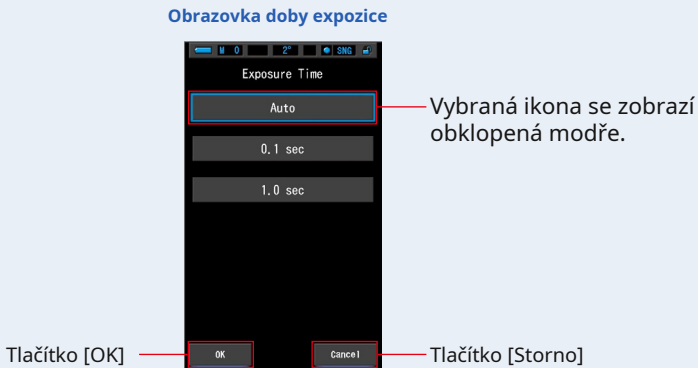 Obrazovka doby expozice
M 0 2° SNG
Exposure Time
Auto
Vybraná ikona se zobrazí
obklopená modře.
0.1 sec
1.0 sec
Tlačítko [OK]
OK
Cancel
Tlačítko [Storno]